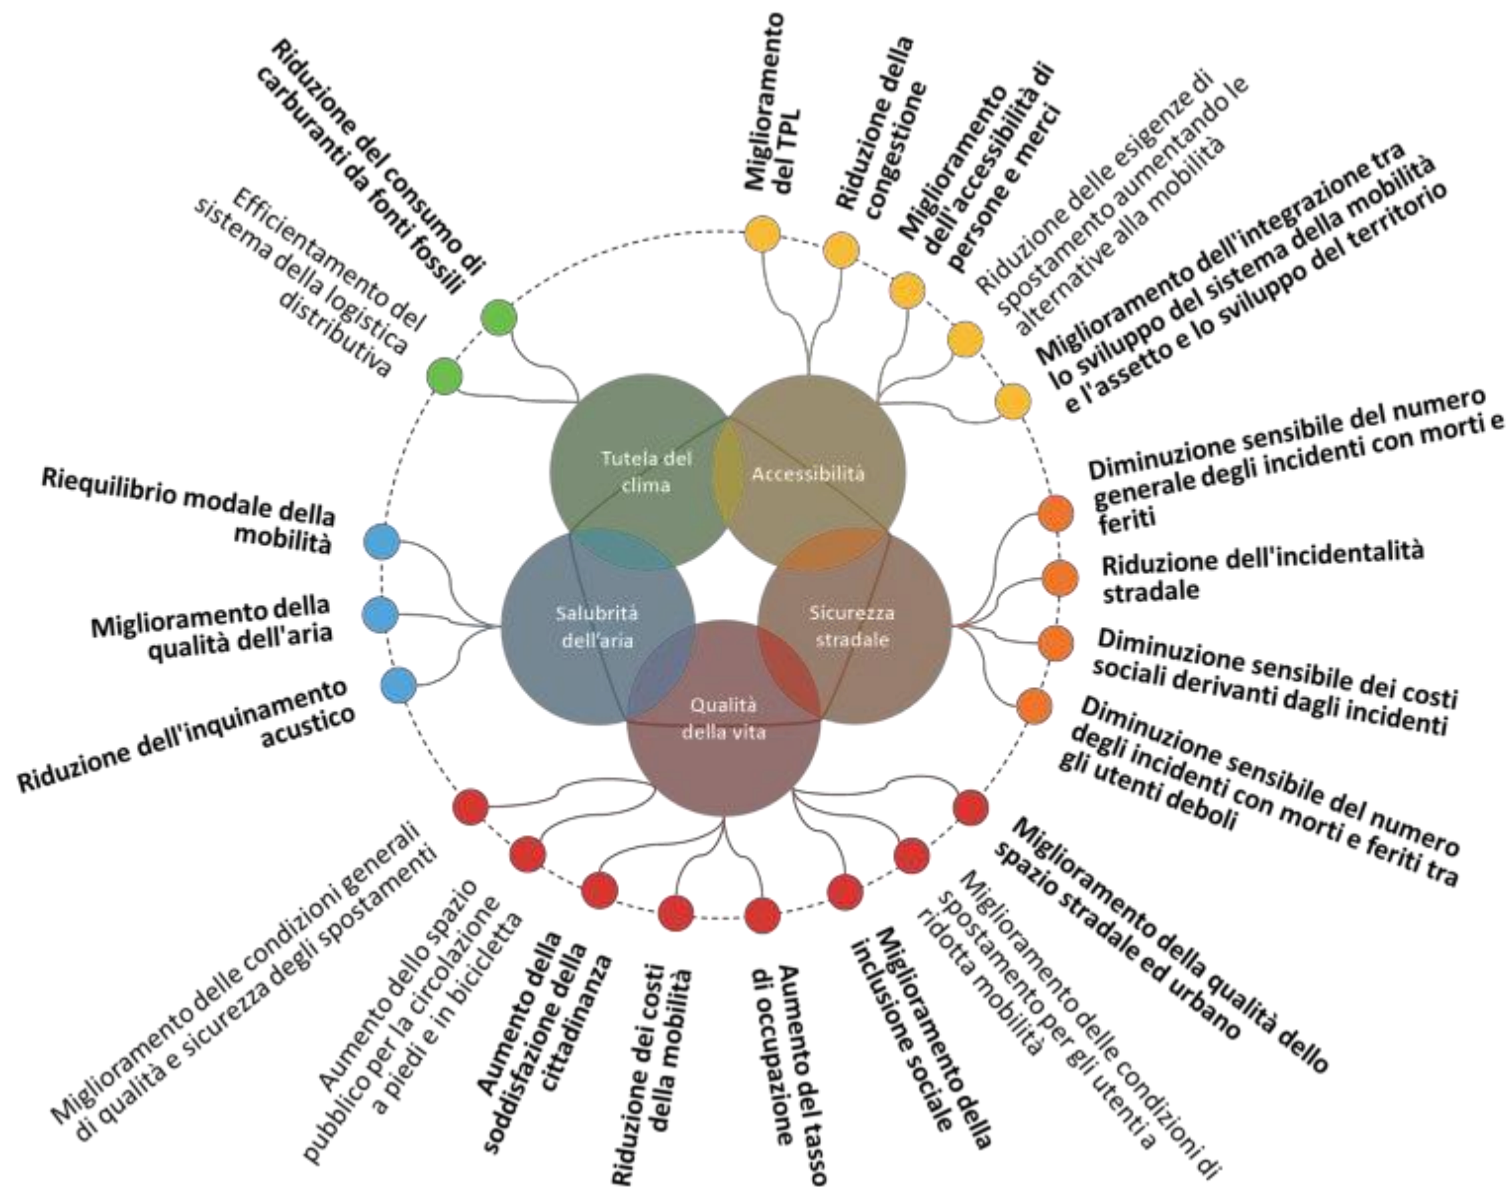 Riduzione del consumo di
carburanti da fonti fossili
Efficientamento del
sistema della logistica
distributiva
Miglioramento
del TPL
Riduzione della
congestione
Miglioramento
dell'accessibilità di
persone e merci
Riduzione delle esigenze di
spostamento aumentando le
alternative alla mobilità
Miglioramento dell'integrazione tra
lo sviluppo del sistema della mobilità
e l'assetto e lo sviluppo del territorio
Diminuzione sensibile del numero
generale degli incidenti con morti e
feriti
Riduzione dell'incidentalità
stradale
Diminuzione sensibile dei costi
sociali derivanti dagli incidenti
Diminuzione sensibile del numero
degli incidenti con morti e feriti tra
gli utenti deboli
Miglioramento della qualità dello
spazio stradale ed urbano
Miglioramento delle condizioni di
spostamento per gli utenti a
ridotta mobilità
Miglioramento della
inclusione sociale
Aumento del tasso
di occupazione
Riduzione dei costi
della mobilità
Aumento della
soddisfazione della
cittadinanza
Aumento dello spazio
pubblico per la circolazione
a piedi e in bicicletta
Miglioramento delle condizioni generali
di qualità e sicurezza degli spostamenti
Riduzione dell'inquinamento
acustico
Miglioramento della
qualità dell'aria
Riequilibrio modale della
mobilità
Tutela del
clima
Accessibilità
Salubrità
dell'aria
Sicurezza
stradale
Qualità
della vita